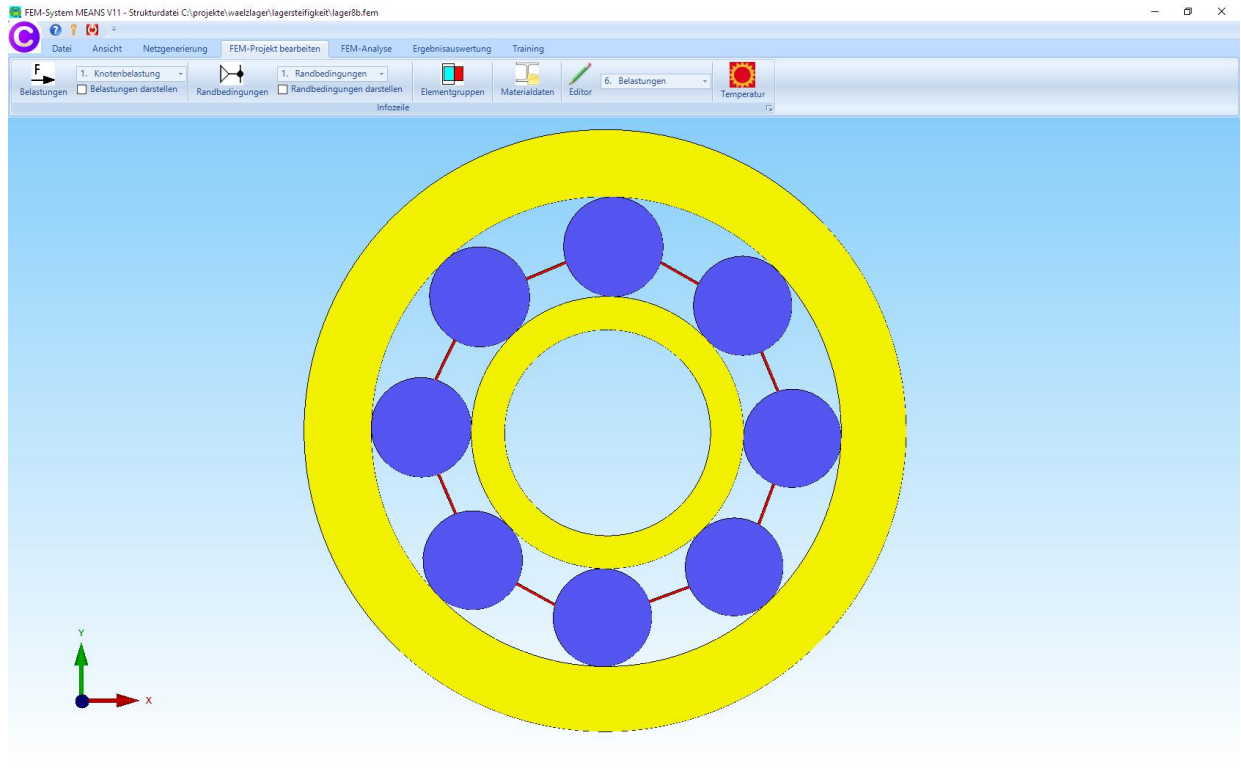 FEM-System MEANS V11 - Strukturdatei C:\projekte\waelzlager\lagersteifigkeit\lager8b.fem
Datei Ansicht Netzgenerierung FEM-Projekt bearbeiten FEM-Analyse Ergebnisauswertung Training
F 1. Knotenbelastung 1. Randbedingungen 6. Belastungen
Belastungen Belastungen darstellen Randbedingungen Randbedingungen darstellen Elementgruppen Materialdaten Editor Temperatur
Infozeile
Y
X